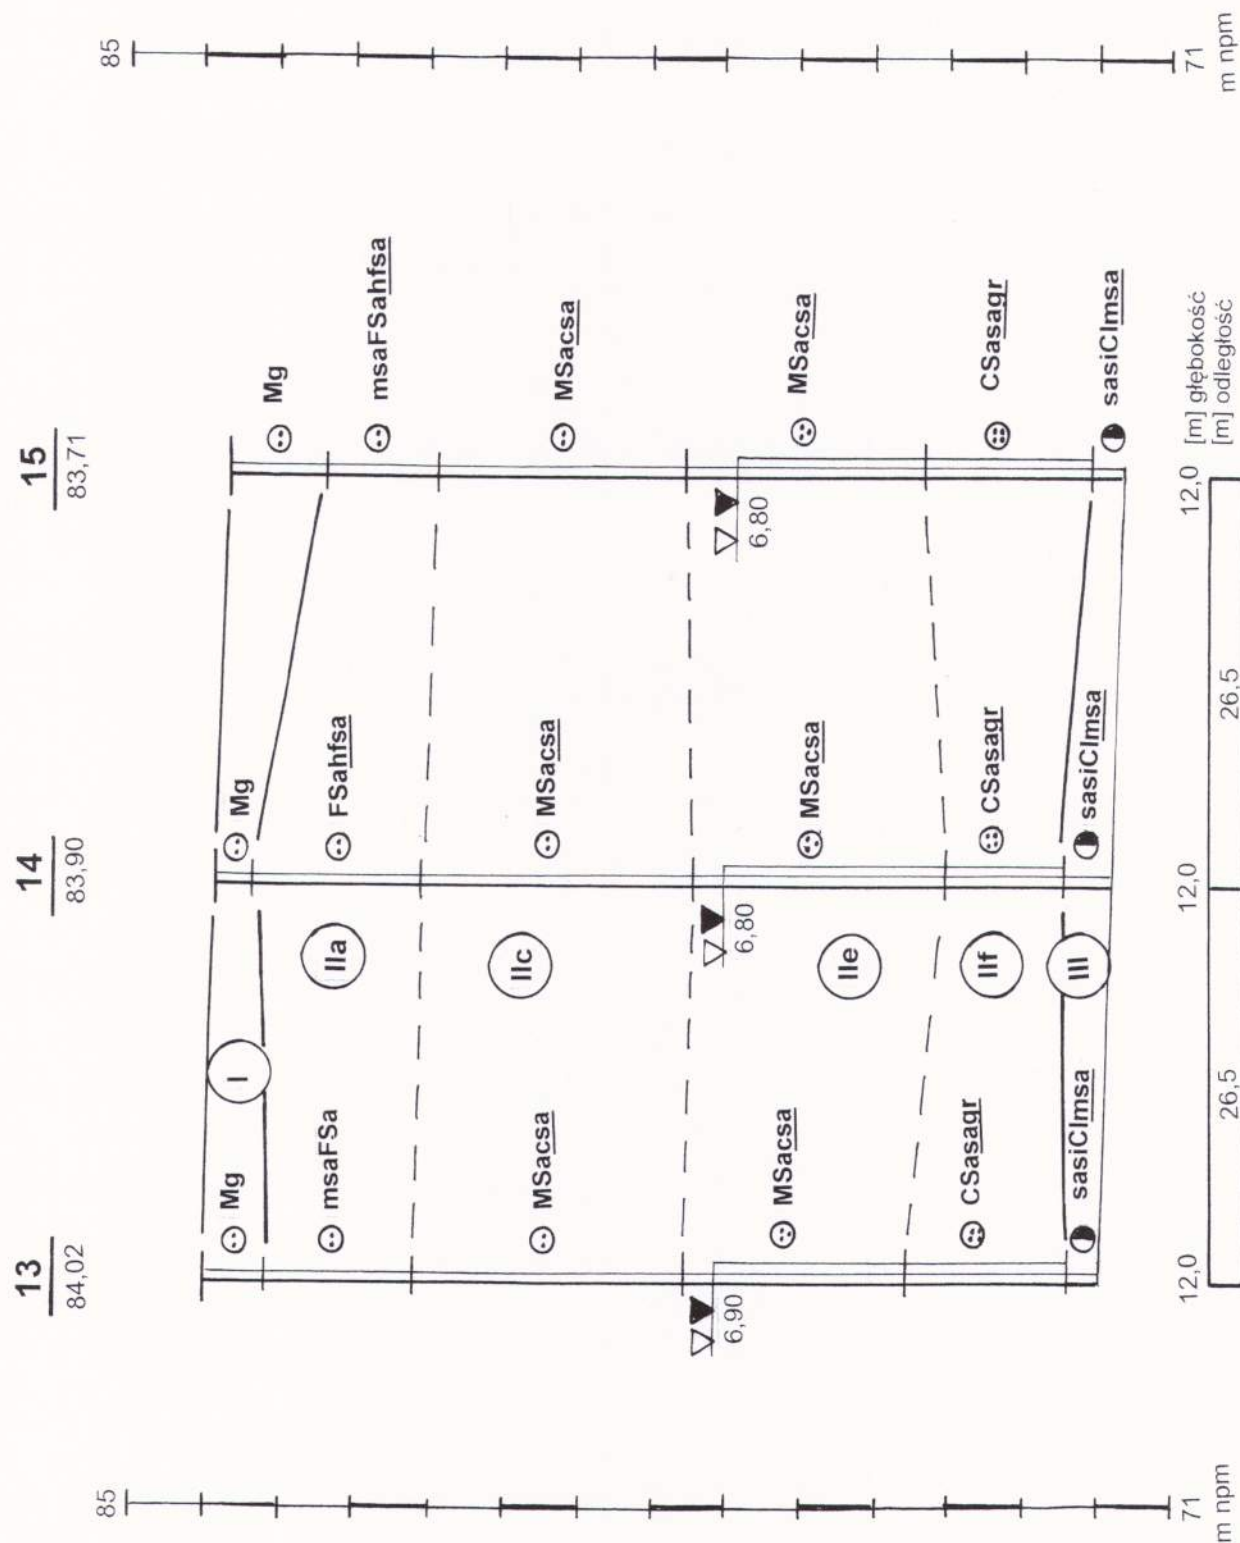 13
84,02
14
83,90
15
83,71
85
85
Mg
I
Mg
Mg
msaFSa
IIa
FSahfsa
msaFSahfsa
MSacsa
IIc
MSacsa
MSacsa
6,90
6,80
6,80
MSacsa
IIe
MSacsa
MSacsa
CSasagr
IIf
CSasagr
CSasagr
sasiClmsa
III
sasiClmsa
sasiClmsa
71
m npm
12,0
12,0
12,0
[m] głębokość
26,5
26,5
[m] odległość
71
m npm